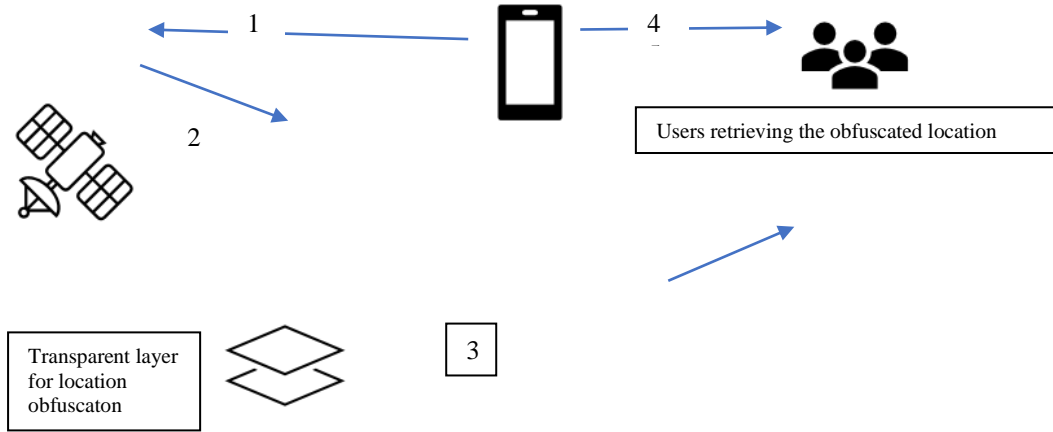 1
4
2
Users retrieving the obfuscated location
3
Transparent layer
for location
obfuscaton